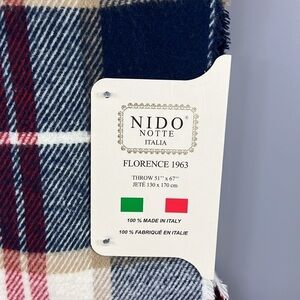 NIDO
NOTTE
ITALIA
FLORENCE 1963
THROW 51" x 67"
JETÉ 130 x 170 cm
100 % MADE IN ITALY
100 % FABRIQUÉ EN ITALIE